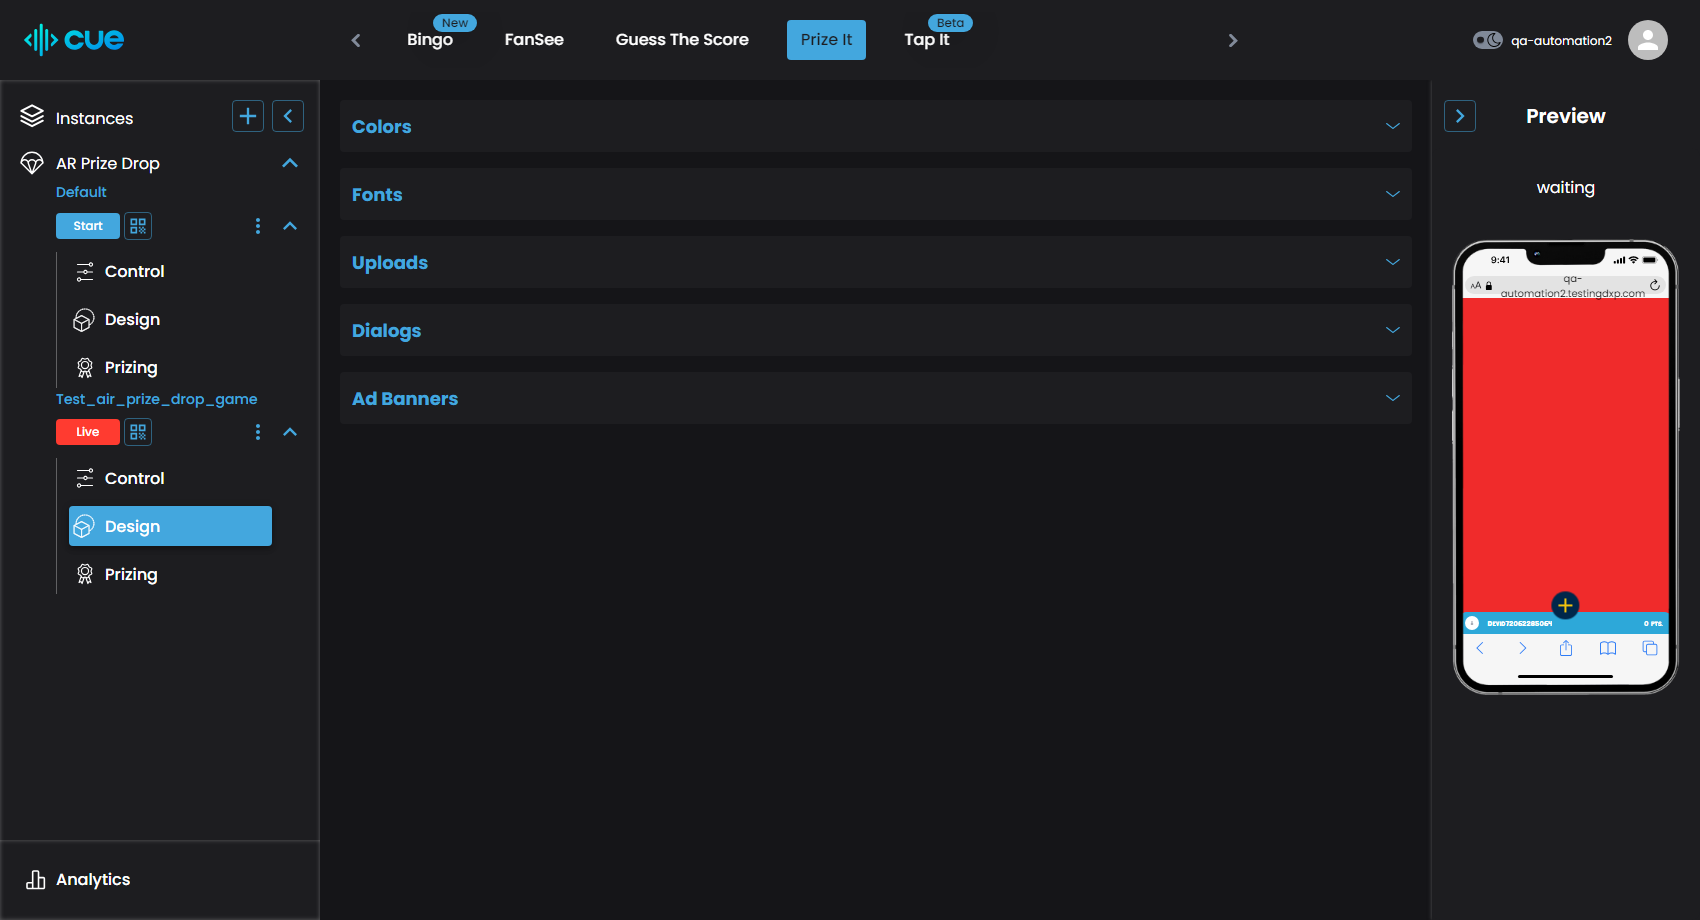 cue
New
Bingo
FanSee
Guess The Score
Prize It
Beta
Tap It
qa-automation2
Instances
AR Prize Drop
Default
Start
Control
Design
Prizing
Test_air_prize_drop_game
Live
Control
Design
Prizing
Analytics
Colors
Fonts
Uploads
Dialogs
Ad Banners
Preview
waiting
9:41
AA
qa-
automation2.testingdxp.com
0 PTS.